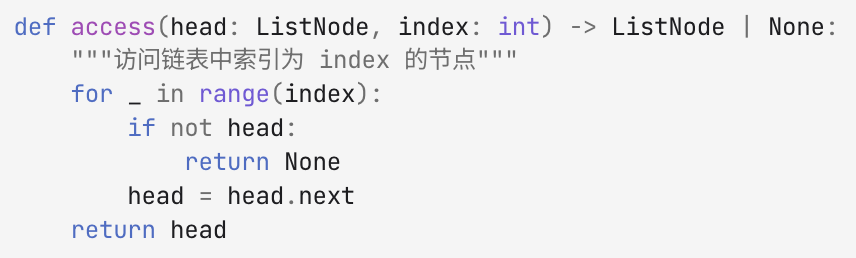 def access(head: ListNode, index: int) -> ListNode | None:
    """访问链表中索引为 index 的节点"""
    for _ in range(index):
        if not head:
            return None
        head = head.next
    return head